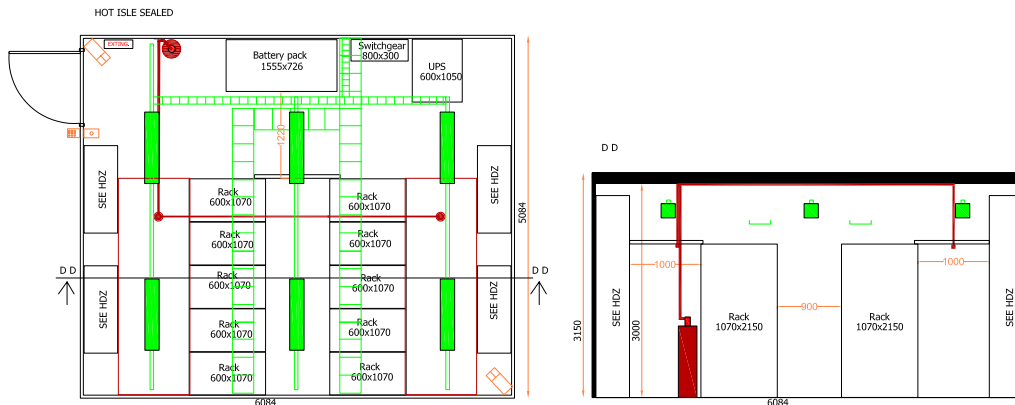 HOT ISLE SEALED
EXTING.
Battery pack
1555x726
Switchgear
800x300
UPS
600x1050
1220
SEE HDZ
SEE HDZ
SEE HDZ
SEE HDZ
Rack
600x1070
Rack
600x1070
Rack
600x1070
Rack
600x1070
Rack
600x1070
Rack
600x1070
Rack
600x1070
Rack
600x1070
Rack
600x1070
Rack
600x1070
D D
D D
5084
6084
D D
3150
3000
SEE HDZ
1000
Rack
1070x2150
900
Rack
1070x2150
1000
SEE HDZ
6084